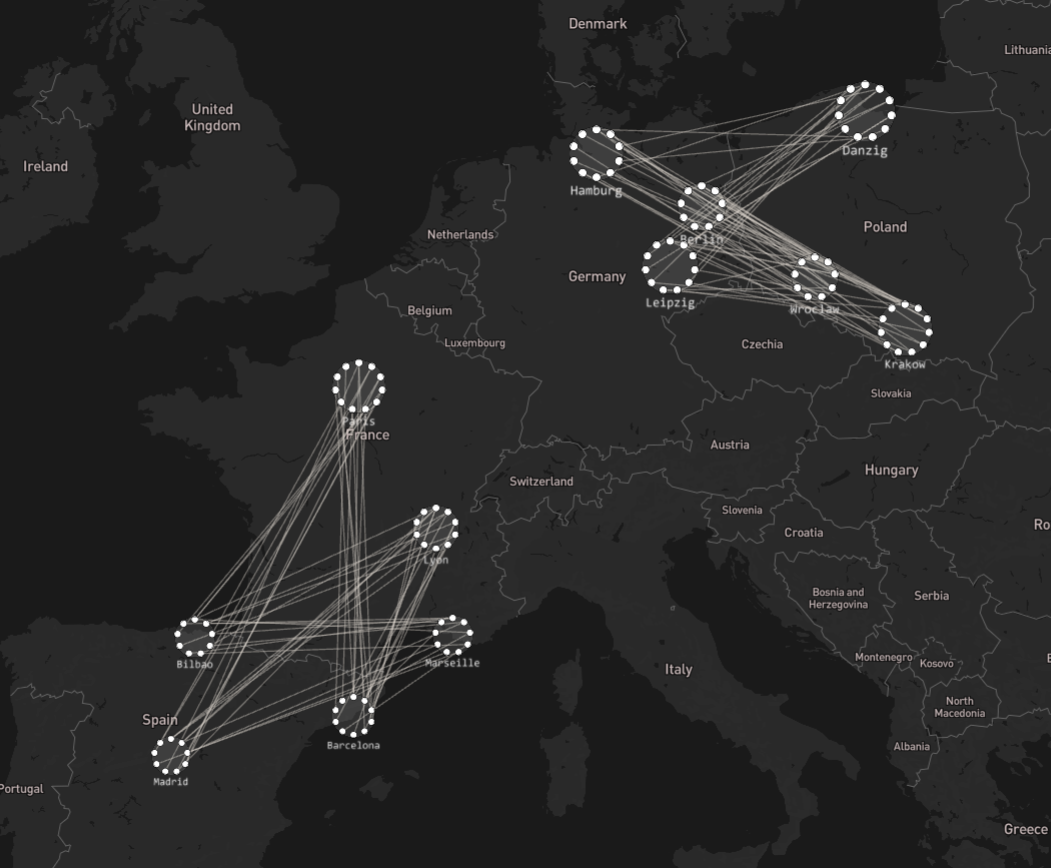 Denmark
Lithuania
United
Kingdom
Danzig
Ireland
Hamburg
Netherlands
Berlin
Poland
Germany
Leipzig
Wroclaw
Belgium
Luxembourg
Czechia
Krakow
Slovakia
Paris
France
Austria
Hungary
Switzerland
Slovenia
Croatia
Ro
Lyon
Bosnia and
Herzegovina
Serbia
Bilbao
Marseille
Montenegro
Kosovo
Italy
North
Macedonia
Spain
Barcelona
Albania
Madrid
Portugal
Greece